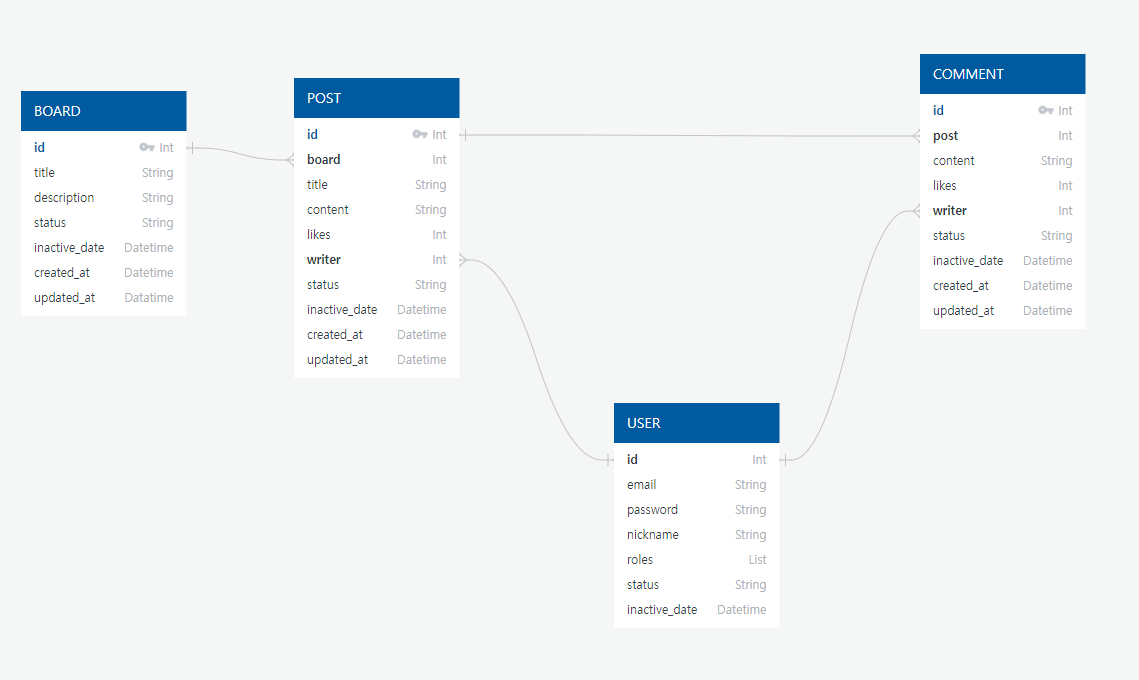 BOARD
id Int
title String
description String
status String
inactive_date Datetime
created_at Datetime
updated_at Datatime
POST
id Int
board Int
title String
content String
likes Int
writer Int
status String
inactive_date Datetime
created_at Datetime
updated_at Datetime
COMMENT
id Int
post Int
content String
likes Int
writer Int
status String
inactive_date Datetime
created_at Datetime
updated_at Datetime
USER
id Int
email String
password String
nickname String
roles List
status String
inactive_date Datetime